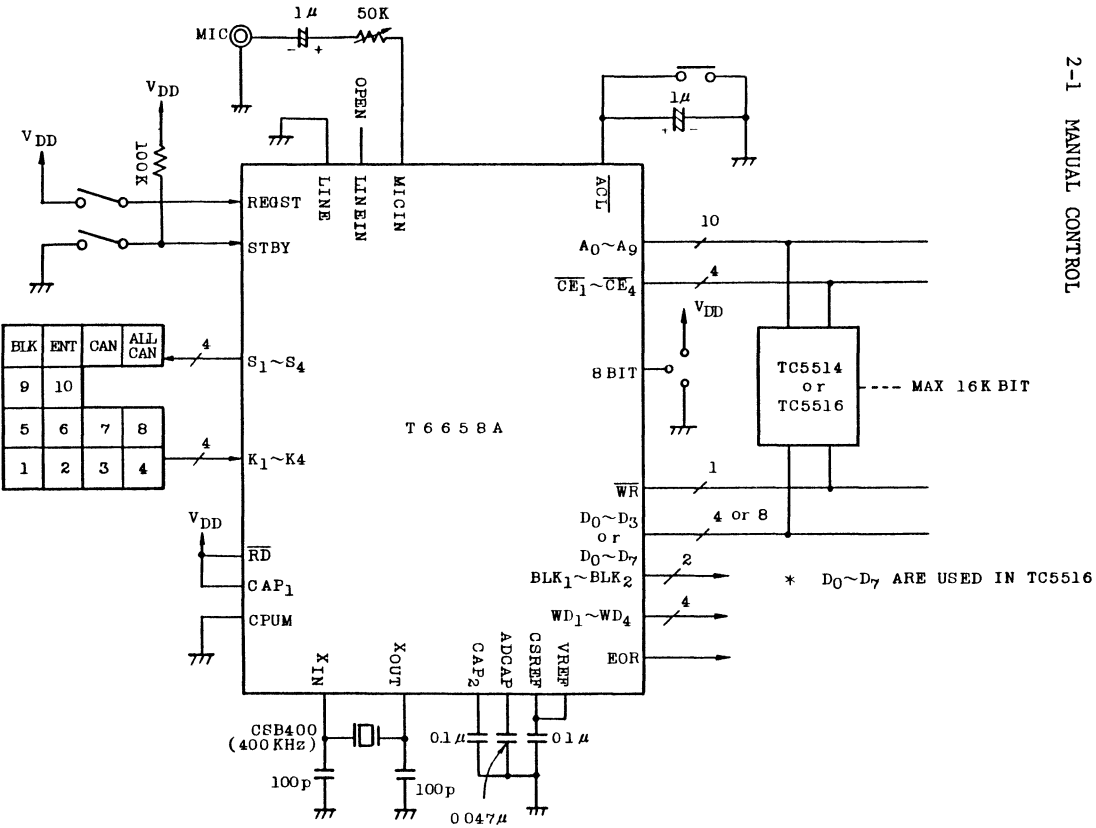 2-1 MANUAL CONTROL
1μ
50K
MIC
- +
VDD
VDD
100K
OPEN
1μ
+ -
REGST
STBY
LINE
LINEIN
MICIN
ACL
A0~A9
10
CE1~CE4
4
VDD
8BIT
TC5514
or
TC5516
MAX 16K BIT
BLK ENT CAN ALL CAN
9 10
5 6 7 8
1 2 3 4
4
S1~S4
4
K1~K4
T6658A
WR
1
D0~D3
or
D0~D7
4 or 8
BLK1~BLK2
2
WD1~WD4
4
EOR
* D0~D7 ARE USED IN TC5516
VDD
RD
CAP1
CPUM
XIN
XOUT
CAP2
ADCAP
CSREF
VREF
CSB400
(400KHz)
100p
100p
0.1μ
0.1μ
0.047μ